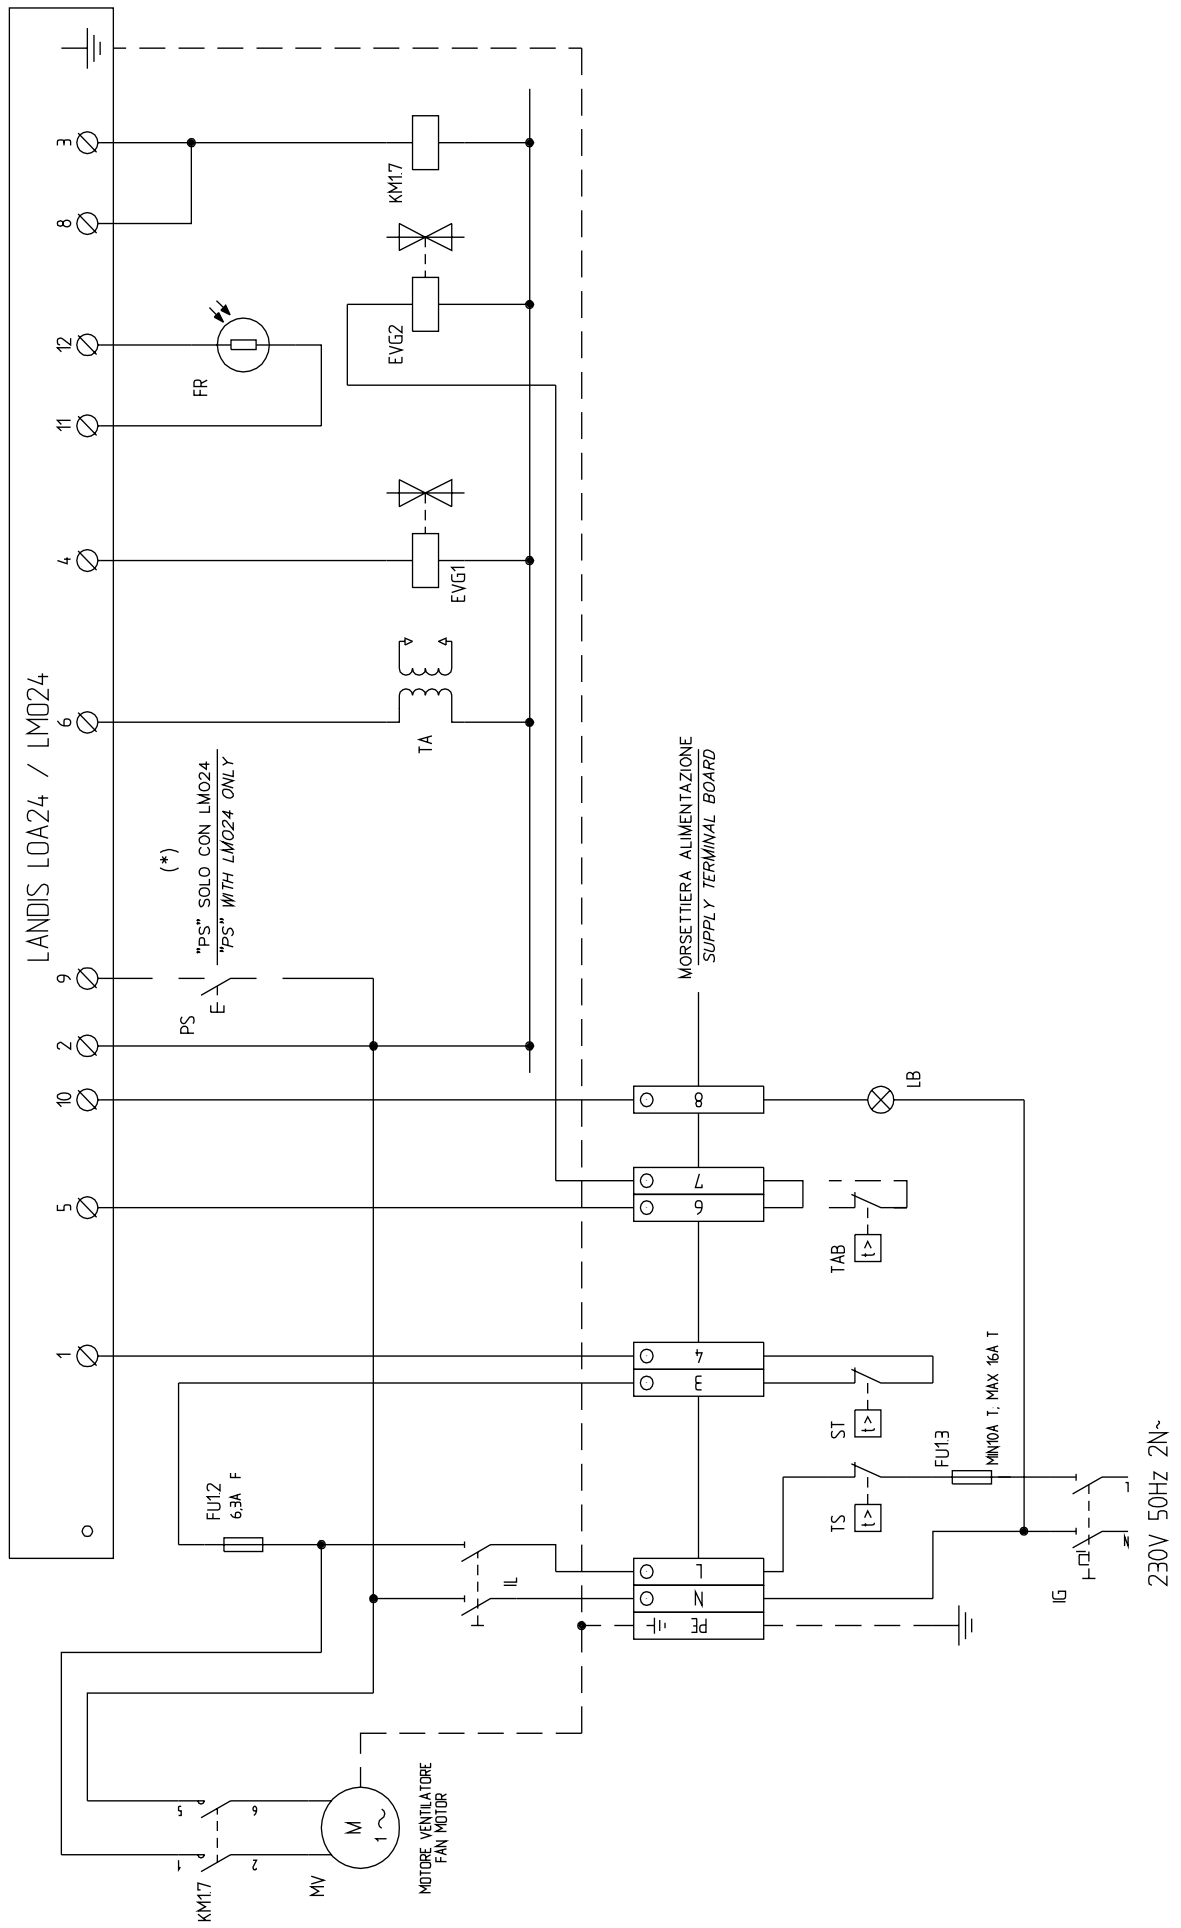 LANDIS LOA24 / LMO24
3
8
12
11
4
6
9
2
10
5
1
KM1.7
EVG2
FR
EVG1
TA
(*)
"PS" SOLO CON LMO24
"PS" WITH LMO24 ONLY
PS
MORSETTIERA ALIMENTAZIONE
SUPPLY TERMINAL BOARD
8
7
6
4
3
L
N
PE
LB
TAB
t>
ST
t>
TS
t>
FU1.3
MIN10A T; MAX 16A T
FU1.2
6,3A F
IL
IG
L
N
230V 50Hz 2N~
KM1.7
5
6
1
2
M
1 ~
MV
MOTORE VENTILATORE
FAN MOTOR